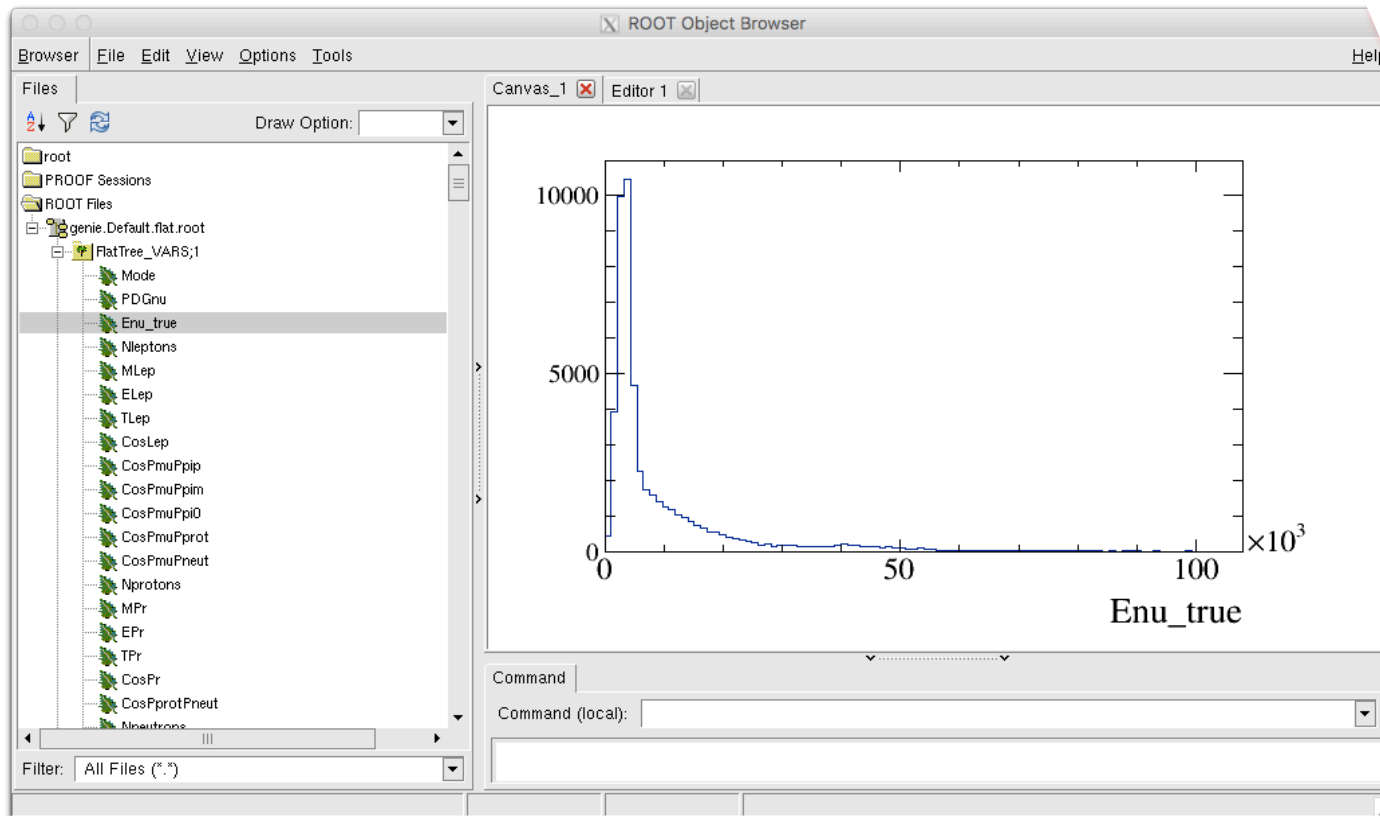 ROOT Object Browser
Browser File Edit View Options Tools Help
Files
Draw Option:
root
PROOF Sessions
ROOT Files
genie.Default.flat.root
FlatTree_VARS;1
Mode
PDGnu
Enu_true
Nleptons
MLep
ELep
TLep
CosLep
CosPmuPpip
CosPmuPpim
CosPmuPpi0
CosPmuPprot
CosPmuPneut
Nprotons
MPr
EPr
TPr
CosPr
CosPprotPneut
Nneutrons
Filter: All Files (*.*)
Canvas_1 Editor 1
10000
5000
0
0 50 100 ×10³
Enu_true
Command
Command (local):